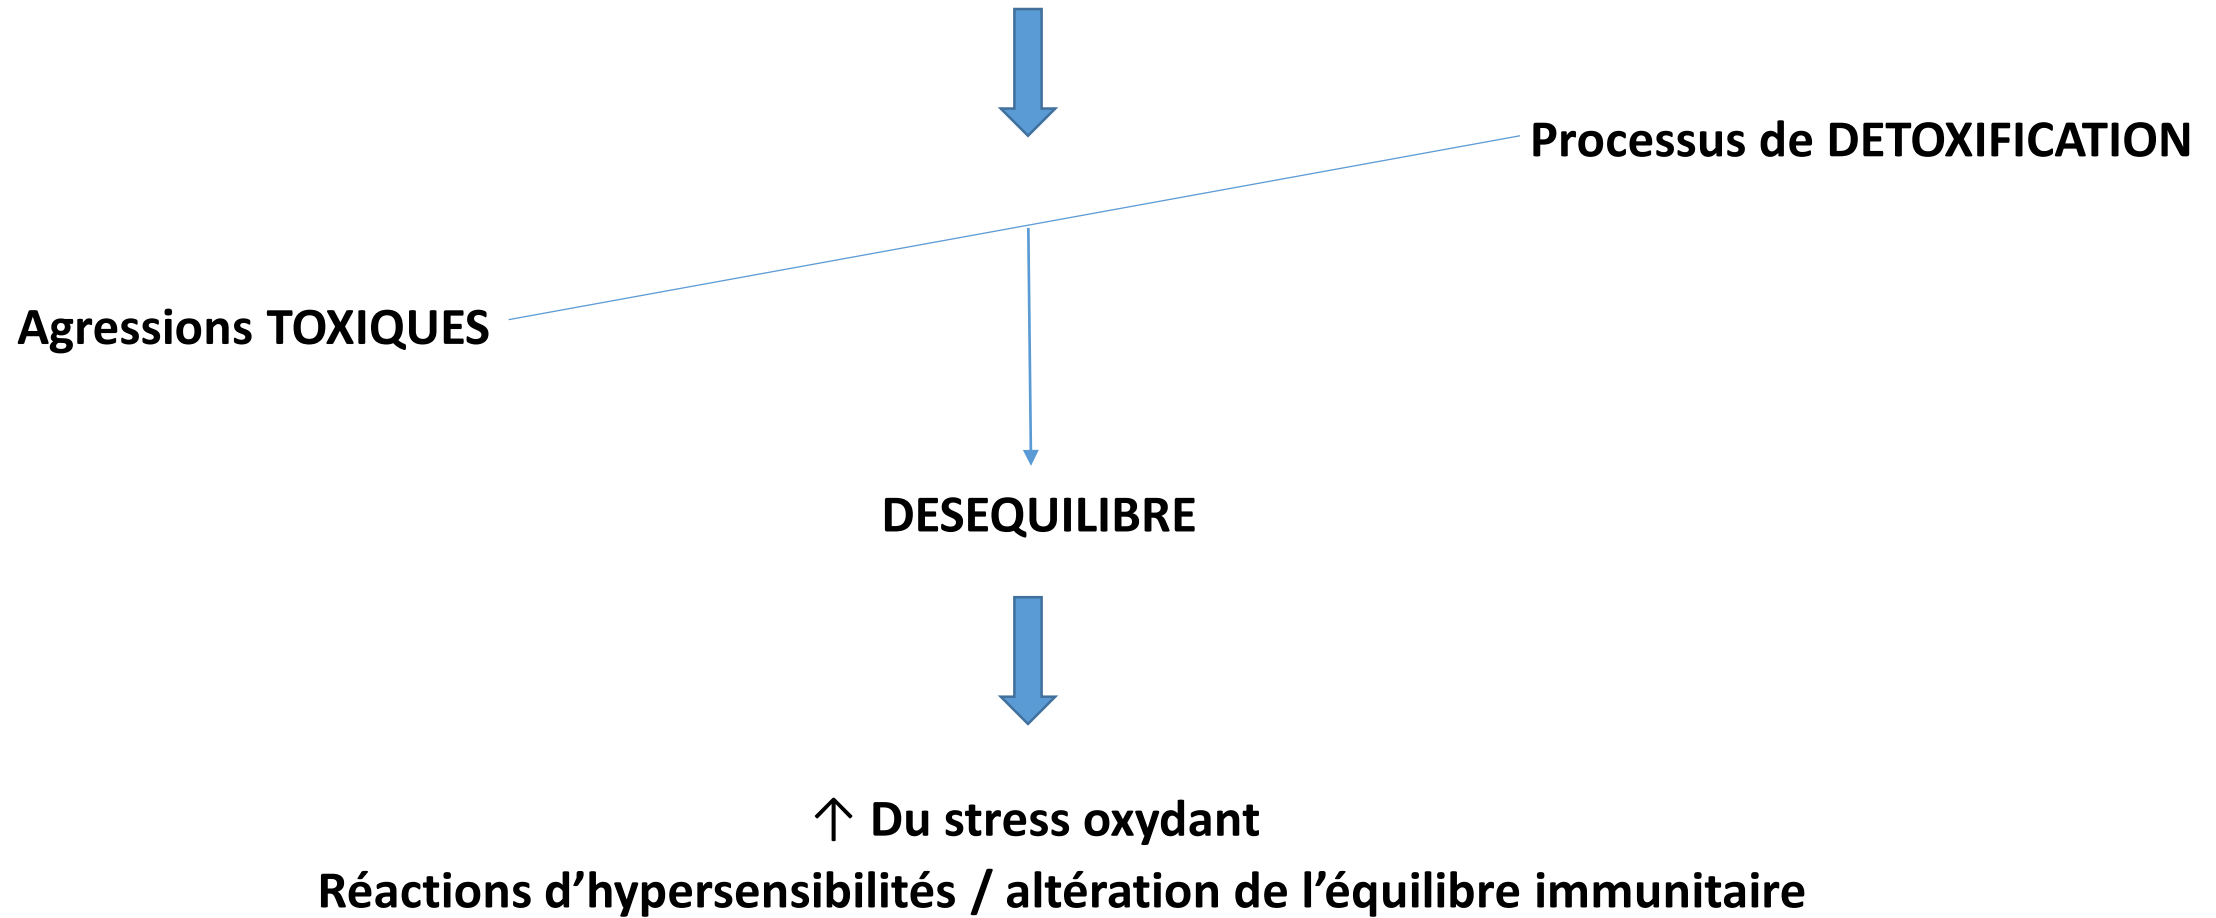 Processus de DETOXIFICATION
Agressions TOXIQUES
DESEQUILIBRE
↑ Du stress oxydant
Réactions d’hypersensibilités / altération de l’équilibre immunitaire